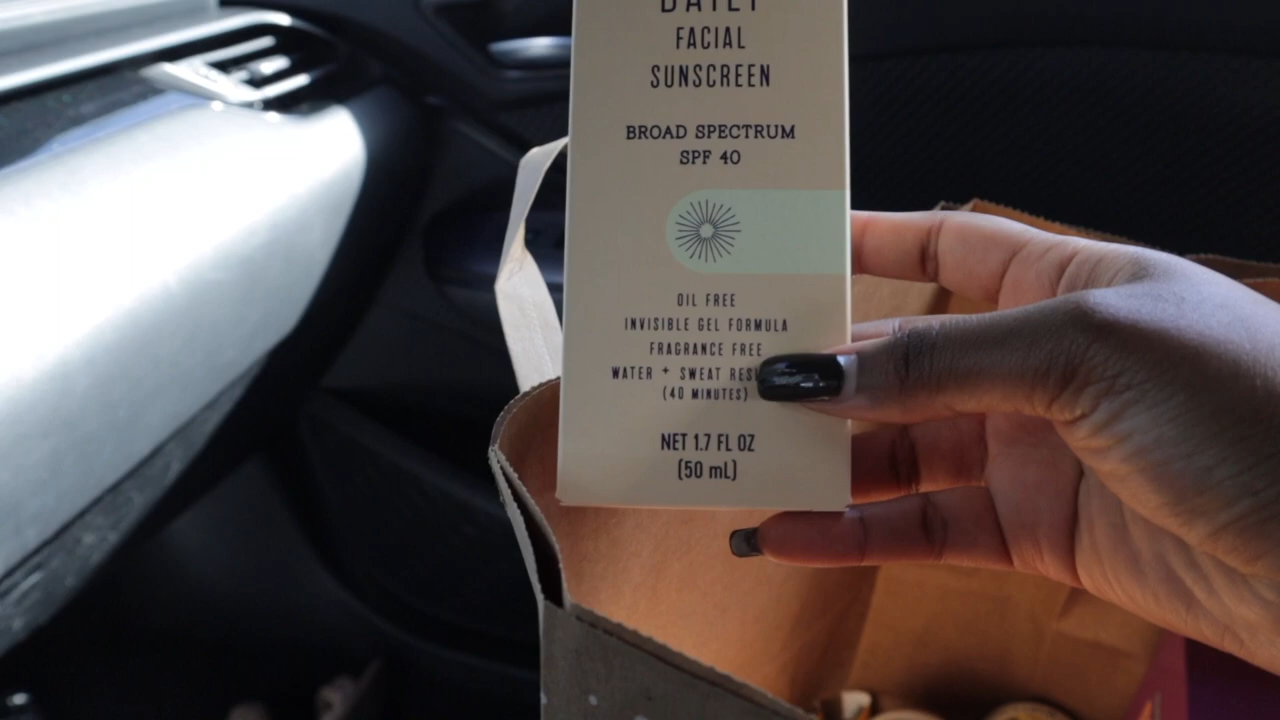 DAILY
FACIAL
SUNSCREEN
BROAD SPECTRUM
SPF 40
OIL FREE
INVISIBLE GEL FORMULA
FRAGRANCE FREE
WATER + SWEAT
(40 MINUTES)
NET 1.7 FL OZ
(50 mL)